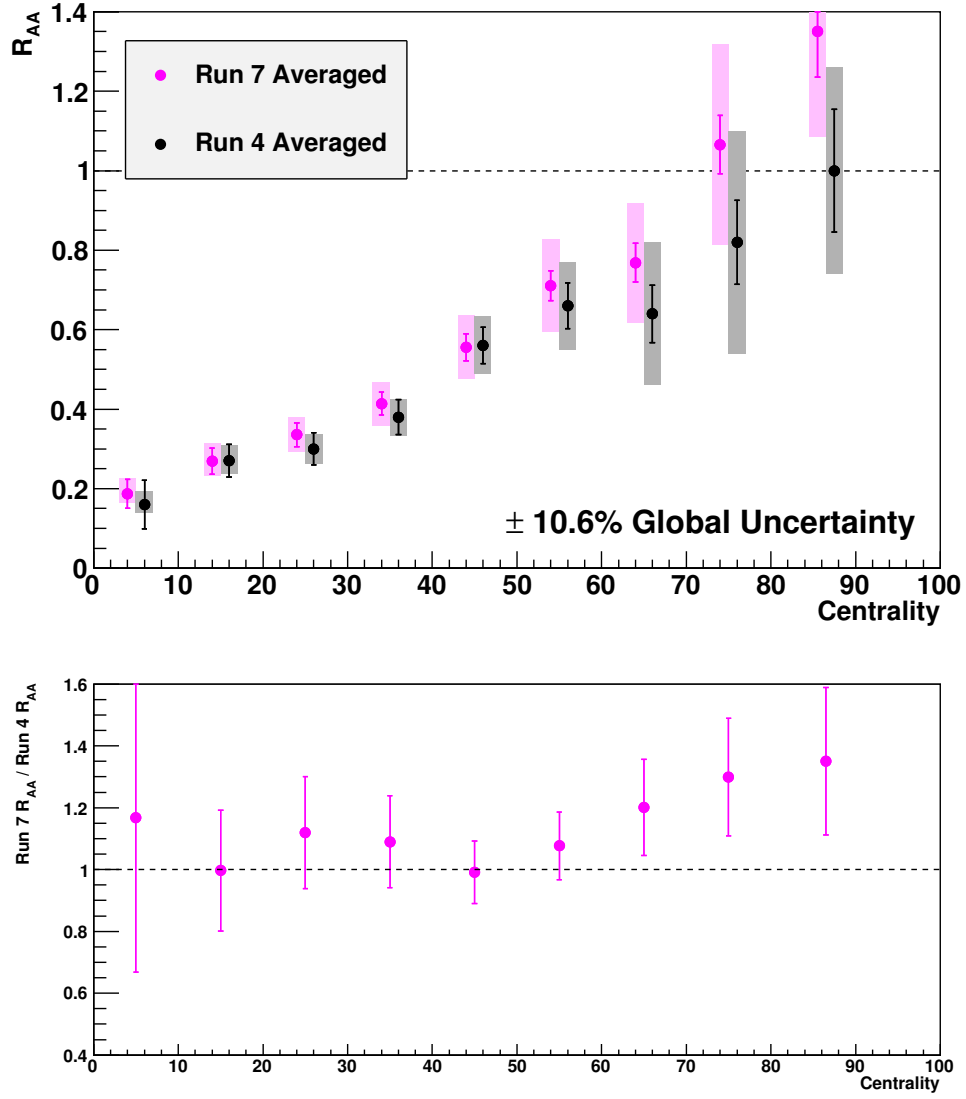 R_AA
1.4
1.2
1
0.8
0.6
0.4
0.2
0
Run 7 Averaged
Run 4 Averaged
± 10.6% Global Uncertainty
0 10 20 30 40 50 60 70 80 90 100
Centrality
Run 7 R_AA / Run 4 R_AA
1.6
1.4
1.2
1
0.8
0.6
0.4
0 10 20 30 40 50 60 70 80 90 100
Centrality